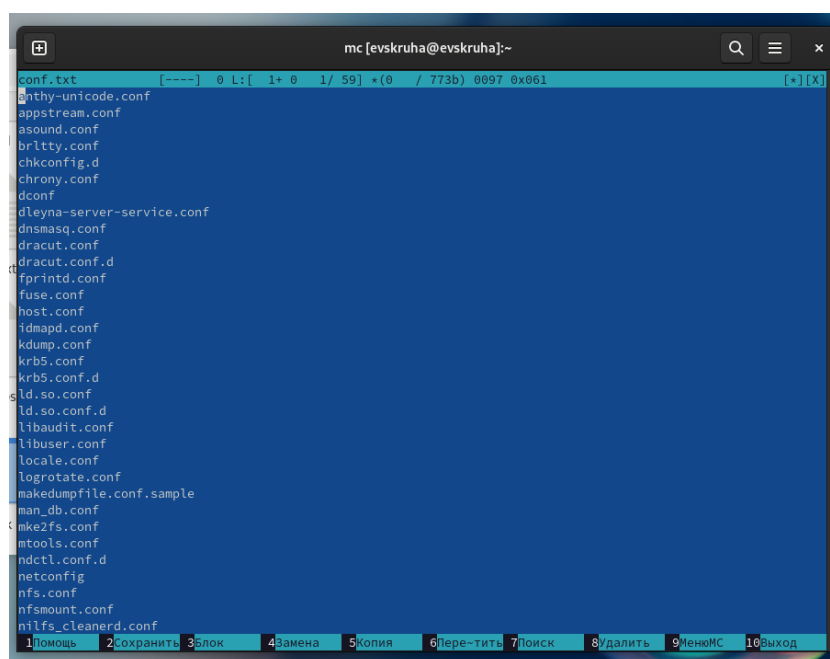 mc [evskruha@evskruha]:~
conf.txt [----] 0 L:[ 1+ 0 1/ 59] *(0 / 773b) 0097 0x061 [*][X]
anthy-unicode.conf
appstream.conf
asound.conf
brltty.conf
chkconfig.d
chrony.conf
dconf
dleyna-server-service.conf
dnsmasq.conf
dracut.conf
dracut.conf.d
fprintd.conf
fuse.conf
host.conf
idmapd.conf
kdump.conf
krb5.conf
krb5.conf.d
ld.so.conf
ld.so.conf.d
libaudit.conf
libuser.conf
locale.conf
logrotate.conf
makedumpfile.conf.sample
man_db.conf
mke2fs.conf
mtools.conf
ndctl.conf.d
netconfig
nfs.conf
nfsmount.conf
nilfs_cleanerd.conf
1Помощь 2Сохранить 3Блок 4Замена 5Копия 6Пере~тить 7Поиск 8Удалить 9МенюMC 10Выход